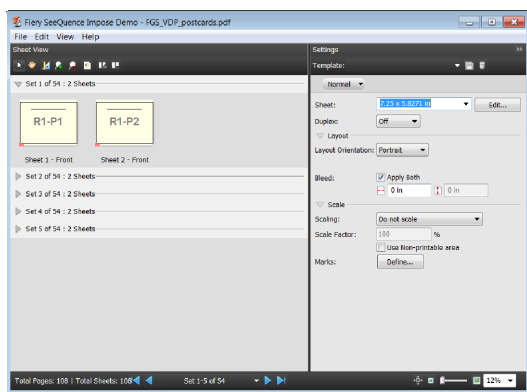 Fiery SeeQuence Impose Demo - FGS_VDP_postcards.pdf
File Edit View Help
Sheet View
Settings
Template:
Set 1 of 54 : 2 Sheets
Normal
R1-P1
R1-P2
Sheet: 7.25 x 5.8271 in Edit...
Duplex: Off
Layout
Layout Orientation: Portrait
Sheet 1 - Front
Sheet 2 - Front
Set 2 of 54 : 2 Sheets
Bleed: Apply Both
0 in 0 in
Set 3 of 54 : 2 Sheets
Scale
Set 4 of 54 : 2 Sheets
Scaling: Do not scale
Set 5 of 54 : 2 Sheets
Scale Factor: 100 %
Use Non-printable area
Marks: Define...
Total Pages: 108 | Total Sheets: 108
Set 1-5 of 54
12%